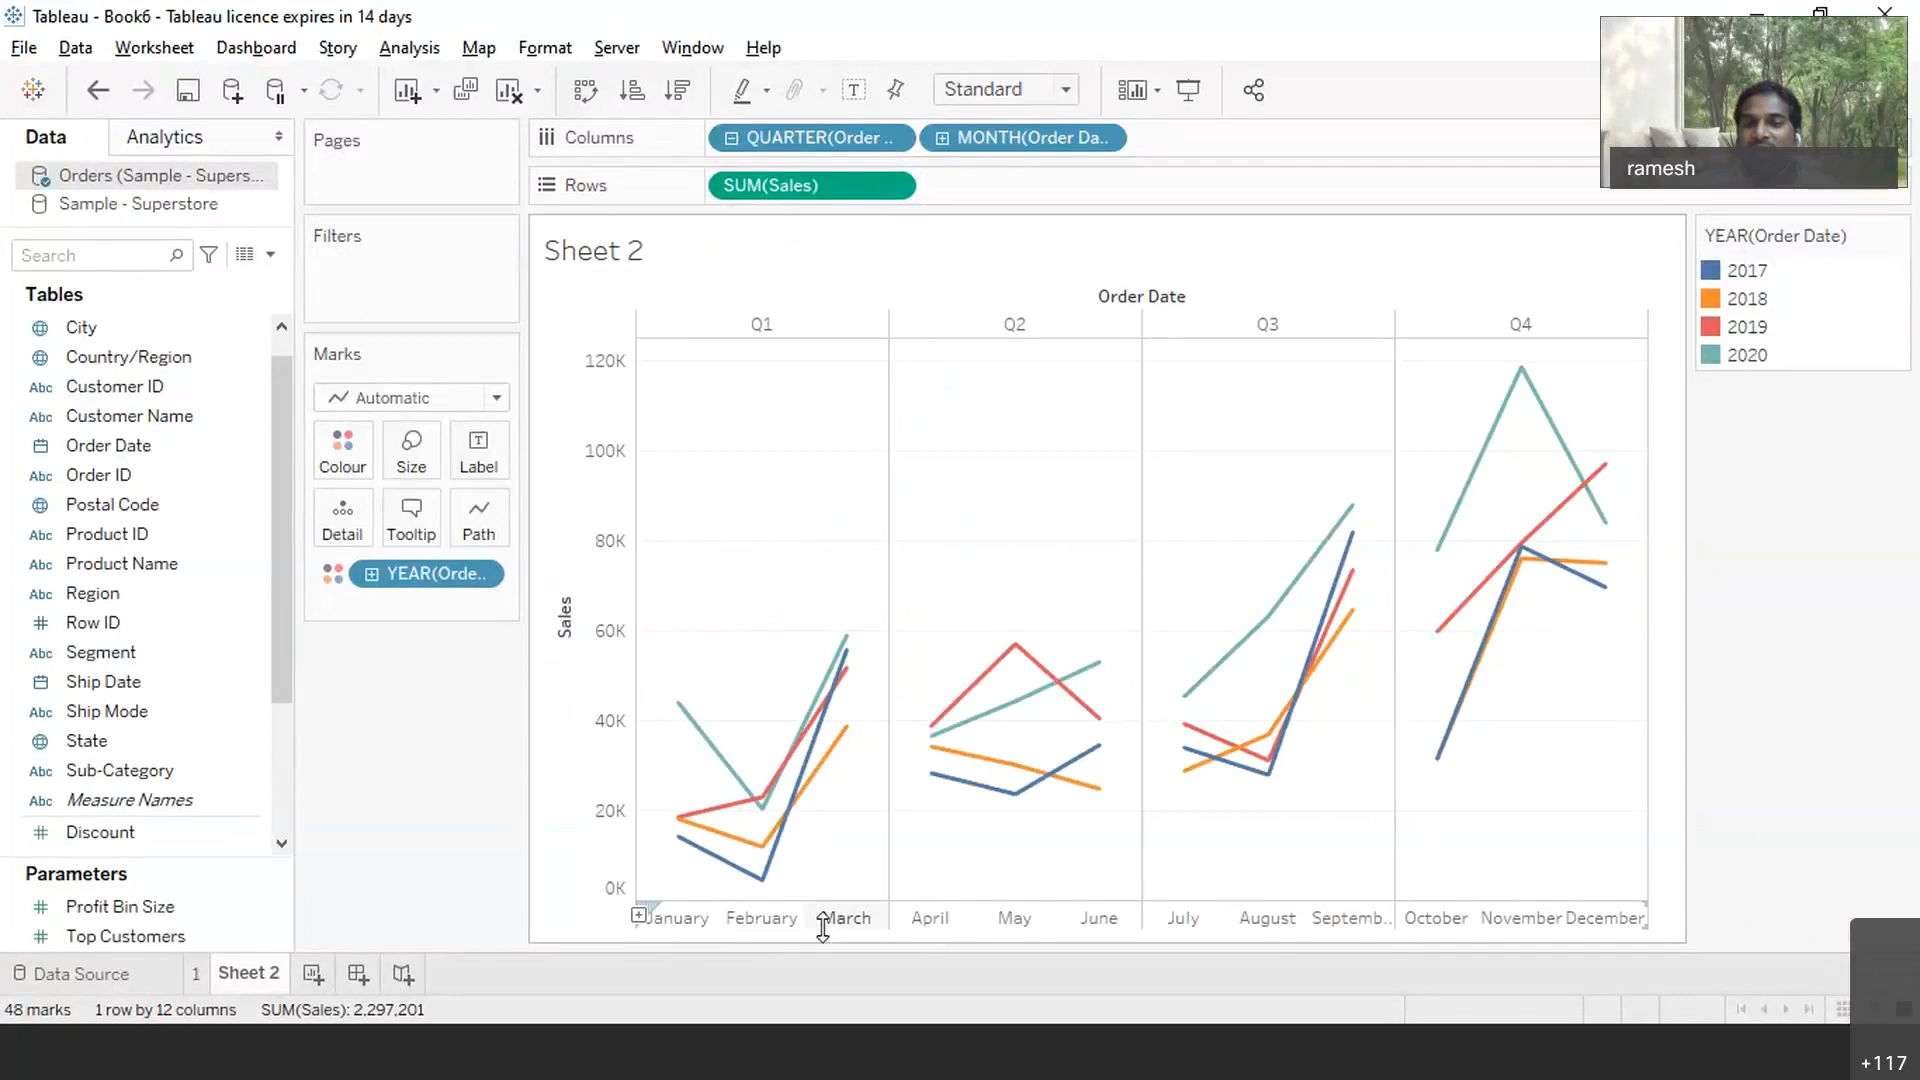 Tableau - Book6 - Tableau licence expires in 14 days
File Data Worksheet Dashboard Story Analysis Map Format Server Window Help
Standard
ramesh
Data Analytics
Orders (Sample - Supers...
Sample - Superstore
Search
Tables
City
Country/Region
Customer ID
Customer Name
Order Date
Order ID
Postal Code
Product ID
Product Name
Region
Row ID
Segment
Ship Date
Ship Mode
State
Sub-Category
Measure Names
Discount
Parameters
Profit Bin Size
Top Customers
Pages
Filters
Marks
Automatic
Colour Size Label
Detail Tooltip Path
YEAR(Orde..
Columns QUARTER(Order .. MONTH(Order Da..
Rows SUM(Sales)
Sheet 2
Order Date
Q1 Q2 Q3 Q4
120K
100K
80K
60K
40K
20K
0K
Sales
January February March April May June July August Septemb.. October November December
YEAR(Order Date)
2017
2018
2019
2020
Data Source 1 Sheet 2
48 marks 1 row by 12 columns SUM(Sales): 2,297,201
+117